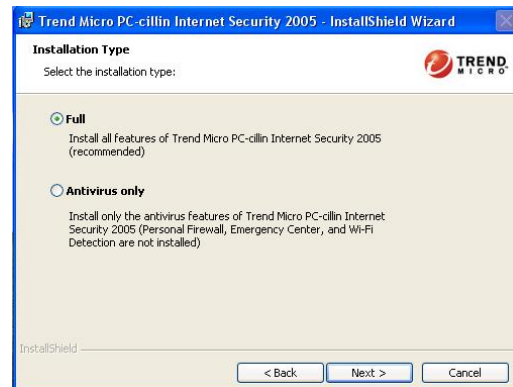 Trend Micro PC-cillin Internet Security 2005 - InstallShield Wizard
Installation Type
Select the installation type:
TREND
MICRO
Full
Install all features of Trend Micro PC-cillin Internet Security 2005
(recommended)
Antivirus only
Install only the antivirus features of Trend Micro PC-cillin Internet
Security 2005 (Personal Firewall, Emergency Center, and Wi-Fi
Detection are not installed)
InstallShield
< Back
Next >
Cancel